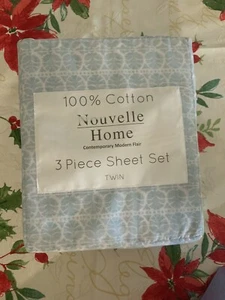 100% Cotton
Nouvelle
Home
Contemporary Modern Flair
3 Piece Sheet Set
TWIN